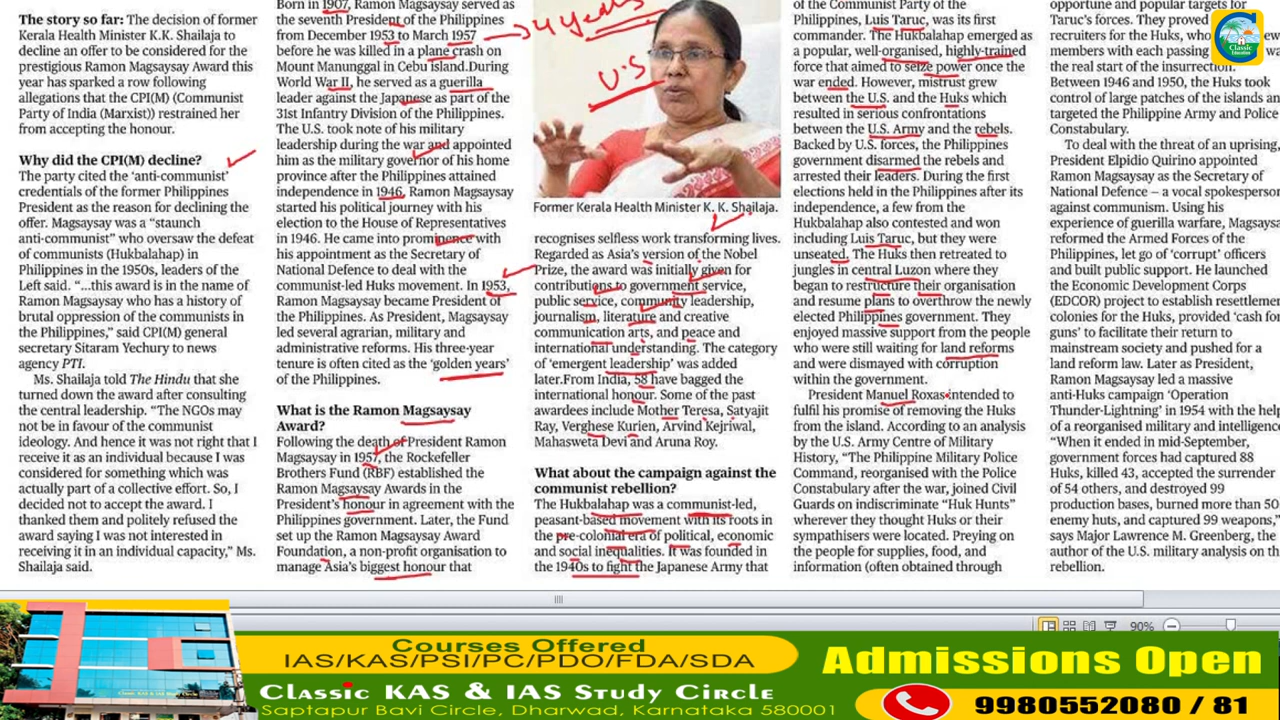 The story so far: The decision of former
Kerala Health Minister K.K. Shailaja to
decline an offer to be considered for the
prestigious Ramon Magsaysay Award this
year has sparked a row following
allegations that the CPI(M) (Communist
Party of India (Marxist)) restrained her
from accepting the honour.
Why did the CPI(M) decline?
The party cited the ‘anti-communist’
credentials of the former Philippines
President as the reason for declining the
offer. Magsaysay was a “staunch
anti-communist” who oversaw the defeat
of communists (Hukbalahap) in
Philippines in the 1950s, leaders of the
Left said. “...this award is in the name of
Ramon Magsaysay who has a history of
brutal oppression of the communists in
the Philippines,” said CPI(M) general
secretary Sitaram Yechury to news
agency PTI.
Ms. Shailaja told The Hindu that she
turned down the award after consulting
the central leadership. “The NGOs may
not be in favour of the communist
ideology. And hence it was not right that I
receive it as an individual because I was
considered for something which was
actually part of a collective effort. So, I
decided not to accept the award. I
thanked them and politely refused the
award saying I was not interested in
receiving it in an individual capacity,” Ms.
Shailaja said.
Born in 1907, Ramon Magsaysay served as
the seventh President of the Philippines
from December 1953 to March 1957
before he was killed in a plane crash on
Mount Manunggal in Cebu island.During
World War II, he served as a guerilla
leader against the Japanese as part of the
31st Infantry Division of the Philippines.
The U.S. took note of his military
leadership during the war and appointed
him as the military governor of his home
province after the Philippines attained
independence in 1946, Ramon Magsaysay
started his political journey with his
election to the House of Representatives
in 1946. He came into prominence with
his appointment as the Secretary of
National Defence to deal with the
communist-led Huks movement. In 1953,
Ramon Magsaysay became President of
the Philippines. As President, Magsaysay
led several agrarian, military and
administrative reforms. His three-year
tenure is often cited as the ‘golden years’
of the Philippines.
What is the Ramon Magsaysay
Award?
Following the death of President Ramon
Magsaysay in 1957, the Rockefeller
Brothers Fund (RBF) established the
Ramon Magsaysay Awards in the
President’s honour in agreement with the
Philippines government. Later, the Fund
set up the Ramon Magsaysay Award
Foundation, a non-profit organisation to
manage Asia’s biggest honour that
4 years
U.S
Former Kerala Health Minister K. K. Shailaja.
recognises selfless work transforming lives.
Regarded as Asia’s version of the Nobel
Prize, the award was initially given for
contributions to government service,
public service, community leadership,
journalism, literature and creative
communication arts, and peace and
international understanding. The category
of ‘emergent leadership’ was added
later.From India, 58 have bagged the
international honour. Some of the past
awardees include Mother Teresa, Satyajit
Ray, Verghese Kurien, Arvind Kejriwal,
Mahasweta Devi and Aruna Roy.
What about the campaign against the
communist rebellion?
The Hukbalahap was a communist-led,
peasant-based movement with its roots in
the pre-colonial era of political, economic
and social inequalities. It was founded in
the 1940s to fight the Japanese Army that
of the Communist Party of the
Philippines, Luis Taruc, was its first
commander. The Hukbalahap emerged as
a popular, well-organised, highly-trained
force that aimed to seize power once the
war ended. However, mistrust grew
between the U.S. and the Huks which
resulted in serious confrontations
between the U.S. Army and the rebels.
Backed by U.S. forces, the Philippines
government disarmed the rebels and
arrested their leaders. During the first
elections held in the Philippines after its
independence, a few from the
Hukbalahap also contested and won
including Luis Taruc, but they were
unseated. The Huks then retreated to
jungles in central Luzon where they
began to restructure their organisation
and resume plans to overthrow the newly
elected Philippines government. They
enjoyed massive support from the people
who were still waiting for land reforms
and were dismayed with corruption
within the government.
President Manuel Roxas intended to
fulfil his promise of removing the Huks
from the island. According to an analysis
by the U.S. Army Centre of Military
History, “The Philippine Military Police
Command, reorganised with the Police
Constabulary after the war, joined Civil
Guards on indiscriminate “Huk Hunts”
wherever they thought Huks or their
sympathisers were located. Preying on
the people for supplies, food, and
information (often obtained through
opportune and popular targets for
Taruc’s forces. They proved
recruiters for the Huks, who
members with each passing
the real start of the insurrection.
Between 1946 and 1950, the Huks took
control of large patches of the islands an
targeted the Philippine Army and Police
Constabulary.
To deal with the threat of an uprising,
President Elpidio Quirino appointed
Ramon Magsaysay as the Secretary of
National Defence – a vocal spokesperson
against communism. Using his
experience of guerilla warfare, Magsaysa
reformed the Armed Forces of the
Philippines, let go of ‘corrupt’ officers
and built public support. He launched
the Economic Development Corps
(EDCOR) project to establish resettlemen
colonies for the Huks, provided ‘cash for
guns’ to facilitate their return to
mainstream society and pushed for a
land reform law. Later as President,
Ramon Magsaysay led a massive
anti-Huks campaign ‘Operation
Thunder-Lightning’ in 1954 with the help
of a reorganised military and intelligence
“When it ended in mid-September,
government forces had captured 88
Huks, killed 43, accepted the surrender
of 54 others, and destroyed 99
production bases, burned more than 50
enemy huts, and captured 99 weapons,”
says Major Lawrence M. Greenberg, the
author of the U.S. military analysis on th
rebellion.
Classic
Education
90%
Courses Offered
IAS/KAS/PSI/PC/PDO/FDA/SDA
Classic KAS & IAS Study Circle
Saptapur Bavi Circle, Dharwad, Karnataka 580001
Admissions Open
9980552080 / 81